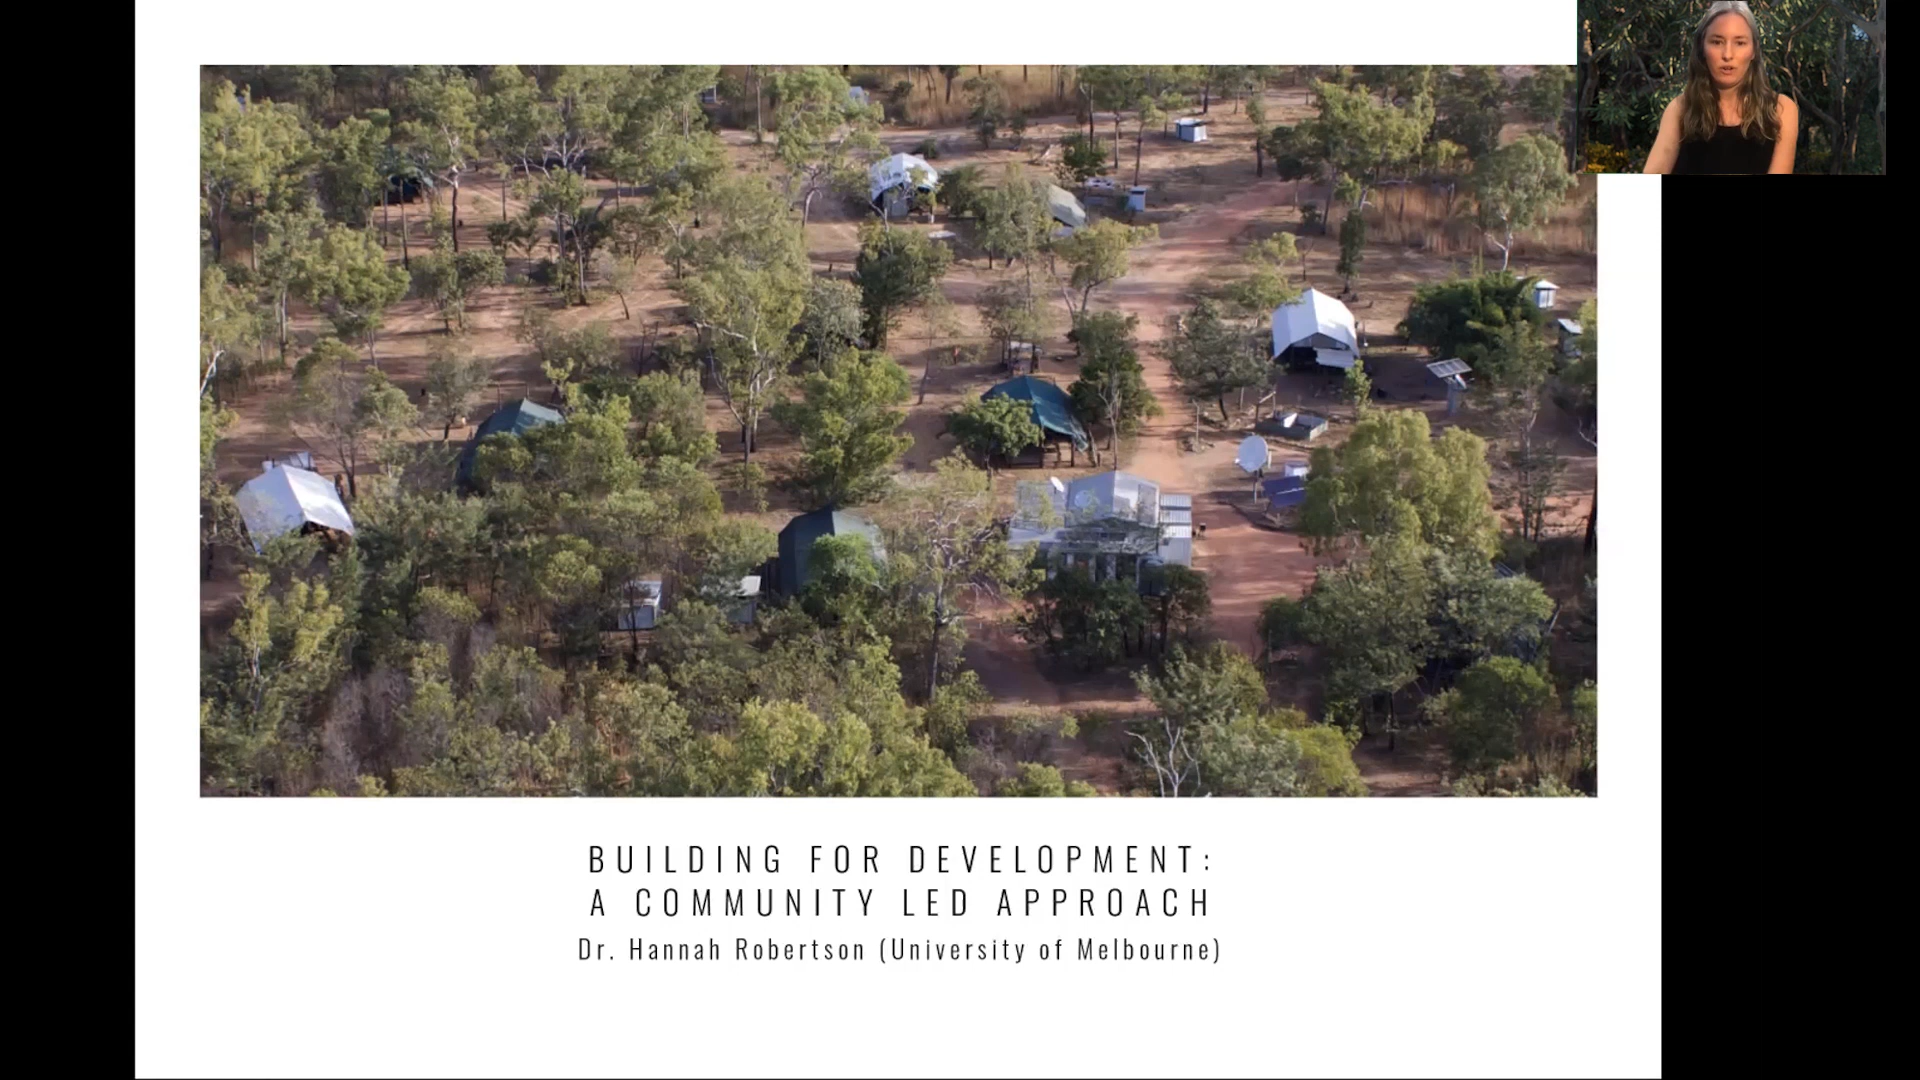 BUILDING FOR DEVELOPMENT:
A COMMUNITY LED APPROACH
Dr. Hannah Robertson (University of Melbourne)